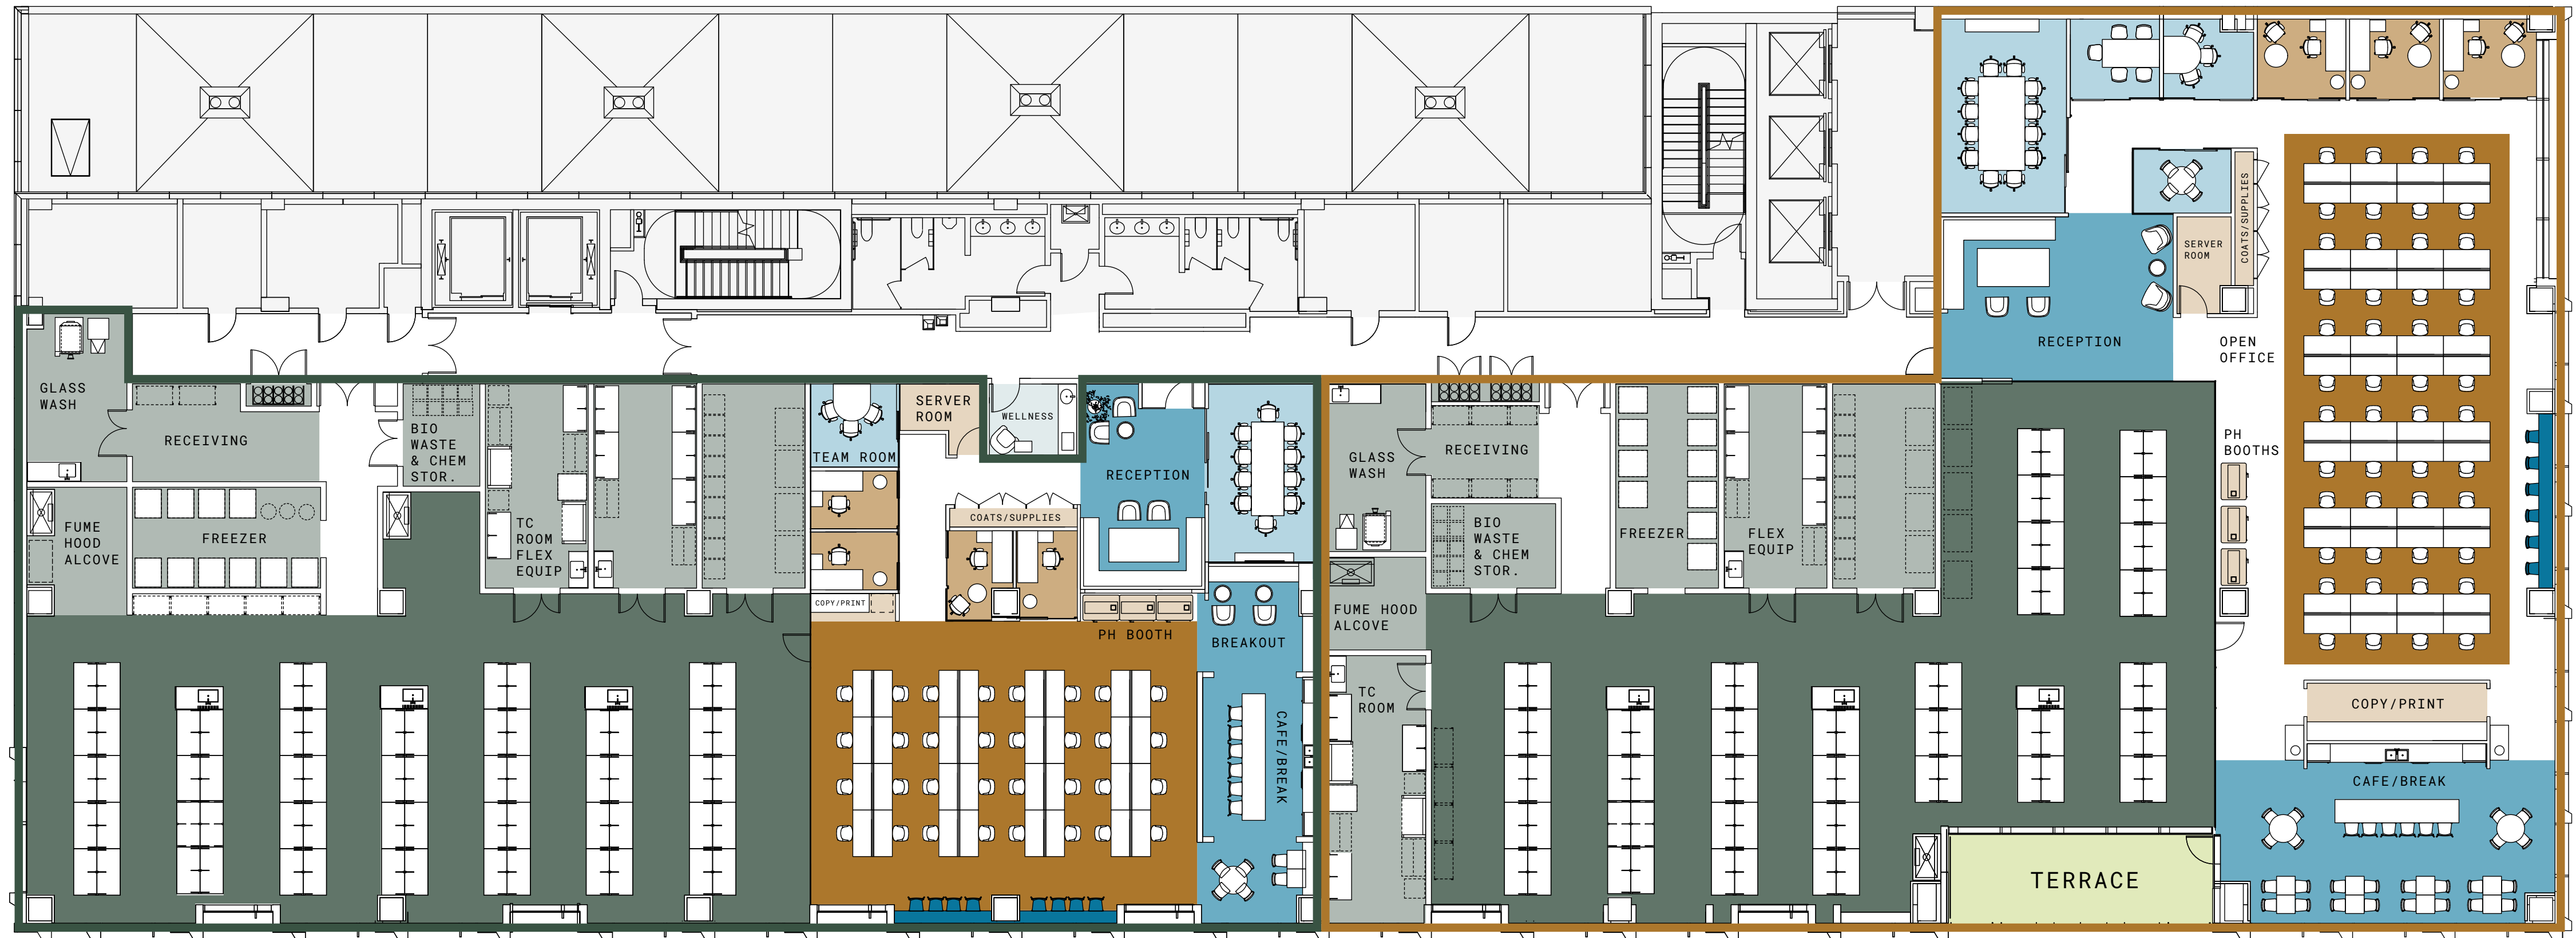 GLASS
WASH
RECEIVING
FUME
HOOD
ALCOVE
FREEZER
BIO
WASTE
& CHEM
STOR.
TC
ROOM
FLEX
EQUIP
TEAM ROOM
SERVER
ROOM
WELLNESS
COATS/SUPPLIES
RECEPTION
COPY/PRINT
PH BOOTH
BREAKOUT
CAFE/BREAK
GLASS
WASH
RECEIVING
BIO
WASTE
& CHEM
STOR.
FUME HOOD
ALCOVE
TC
ROOM
FREEZER
FLEX
EQUIP
RECEPTION
SERVER
ROOM
COATS/SUPPLIES
OPEN
OFFICE
PH
BOOTHS
COPY/PRINT
CAFE/BREAK
TERRACE